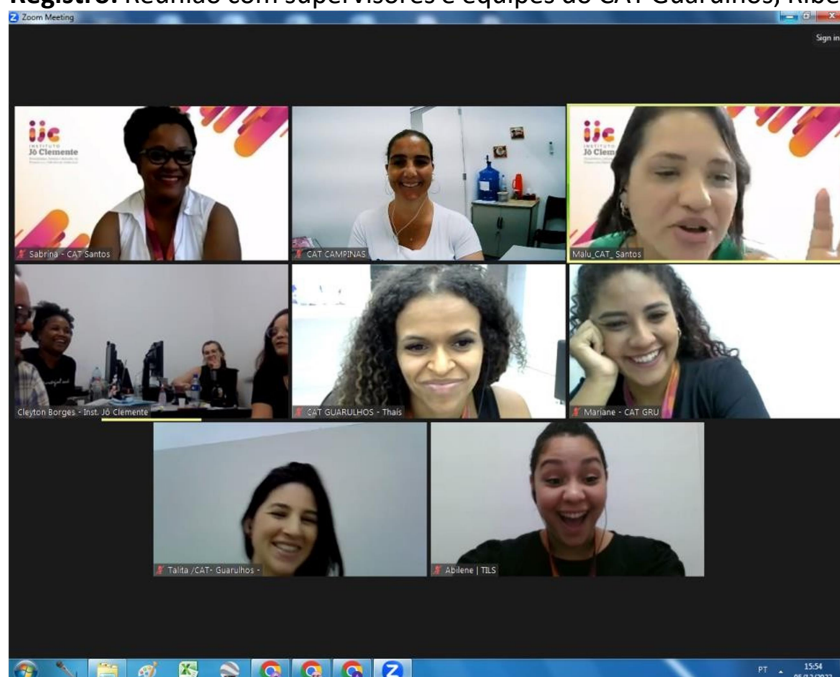 Registro: Reunião com supervisores e equipes do CAT Guarulhos, Ribe
Zoom Meeting
Sign in
ijc
INSTITUTO
Jô Clemente
Sabrina - CAT Santos
CAT CAMPINAS
ijc
INSTITUTO
Jô Clem
Malu_CAT_ Santos
Cleyton Borges - Inst. Jô Clemente
CAT GUARULHOS - Thaís
Mariane - CAT GRU
Talita /CAT- Guarulhos -
Abilene | TILS
PT
15:54